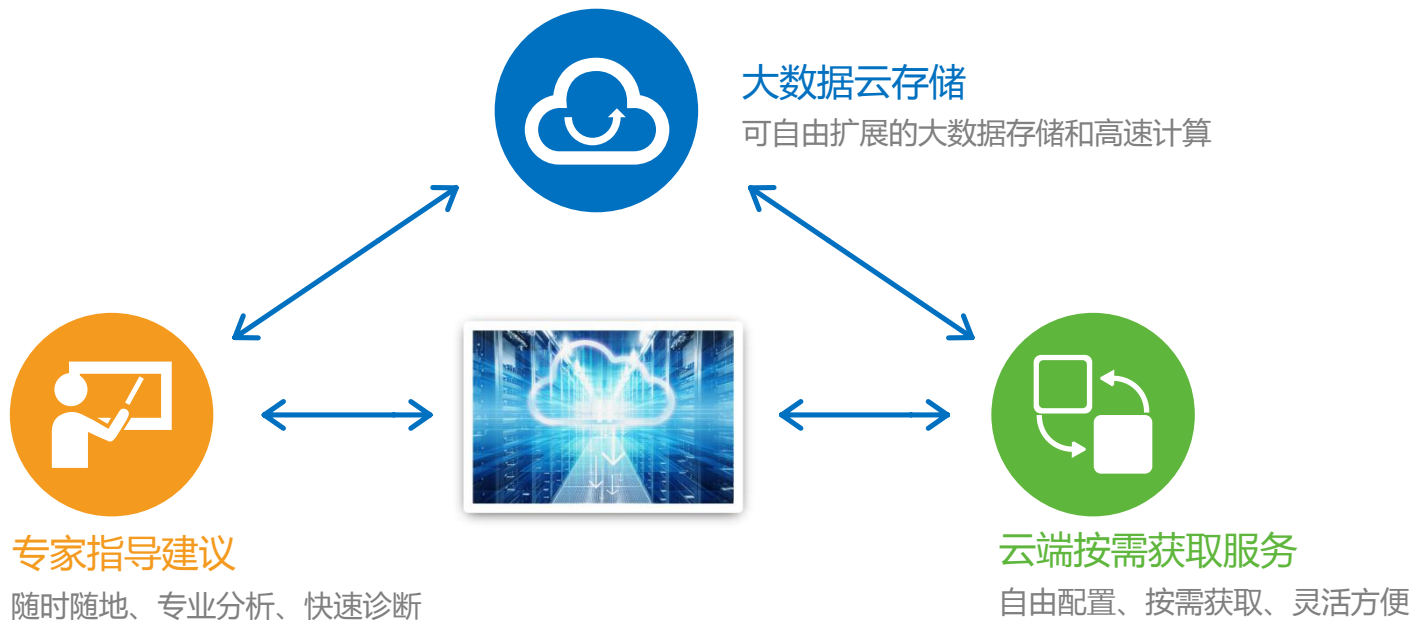 大数据云存储
可自由扩展的大数据存储和高速计算
专家指导建议
随时随地、专业分析、快速诊断
云端按需获取服务
自由配置、按需获取、灵活方便